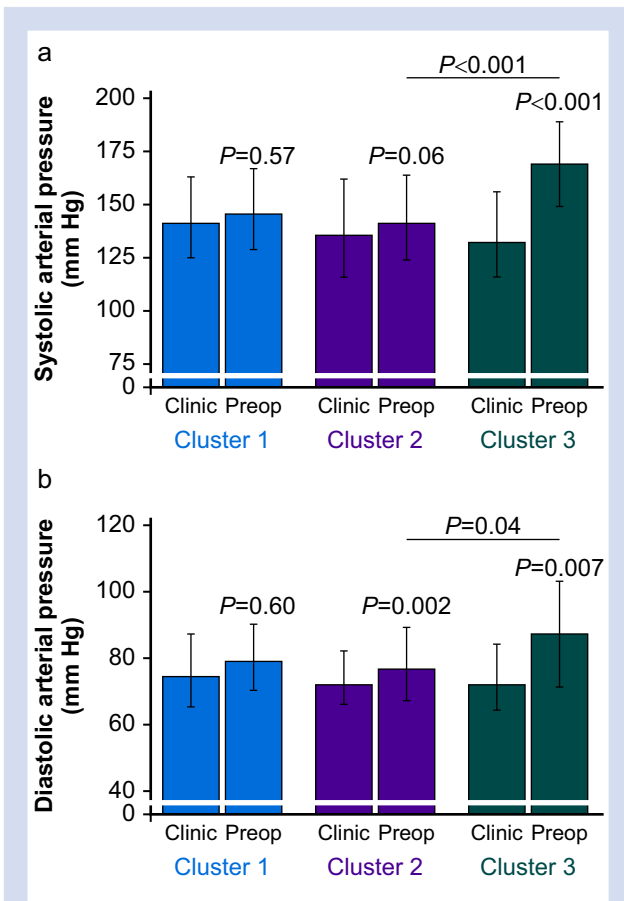 a
P<0.001
P<0.001
P=0.57
P=0.06
Systolic arterial pressure
(mm Hg)
200
175
150
125
100
75
0
Clinic Preop Clinic Preop Clinic Preop
Cluster 1 Cluster 2 Cluster 3
b
P=0.04
P=0.007
P=0.60
P=0.002
Diastolic arterial pressure
(mm Hg)
120
100
80
60
40
0
Clinic Preop Clinic Preop Clinic Preop
Cluster 1 Cluster 2 Cluster 3